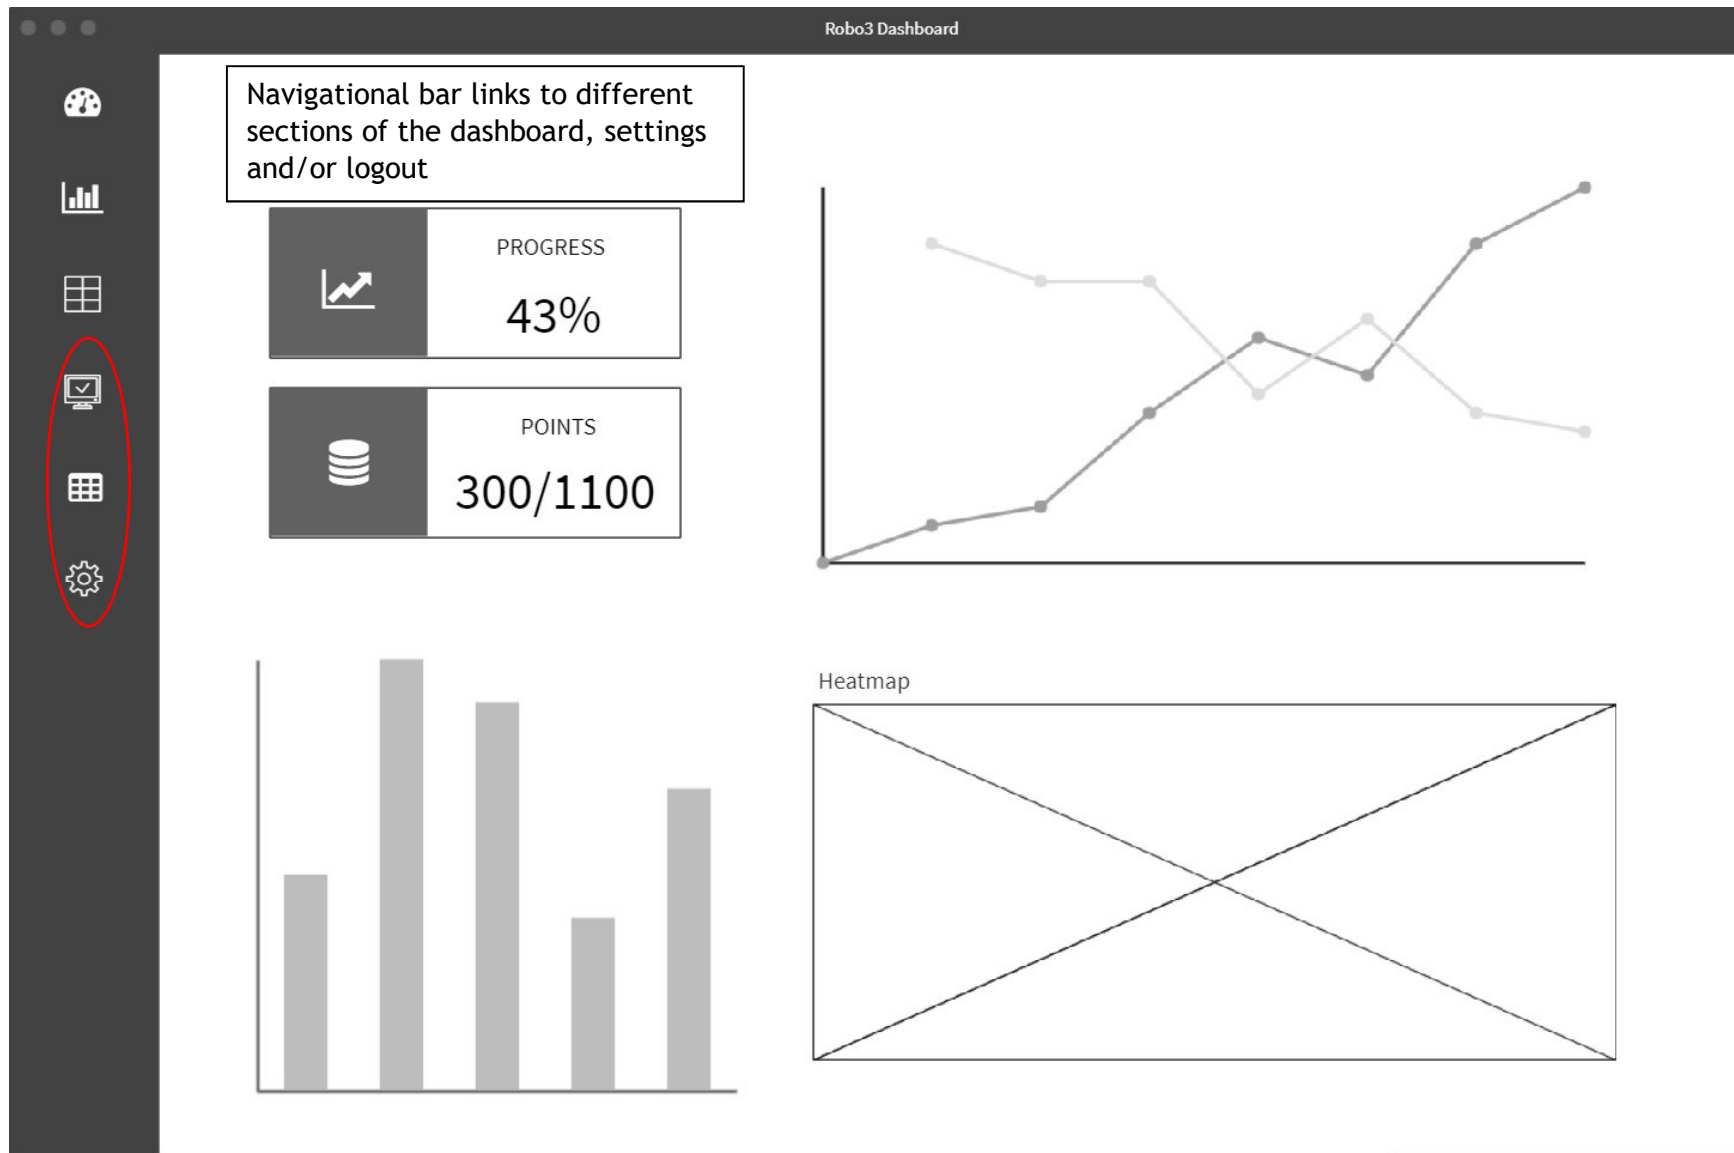 Robo3 Dashboard
Navigational bar links to different
sections of the dashboard, settings
and/or logout
PROGRESS
43%
POINTS
300/1100
Heatmap